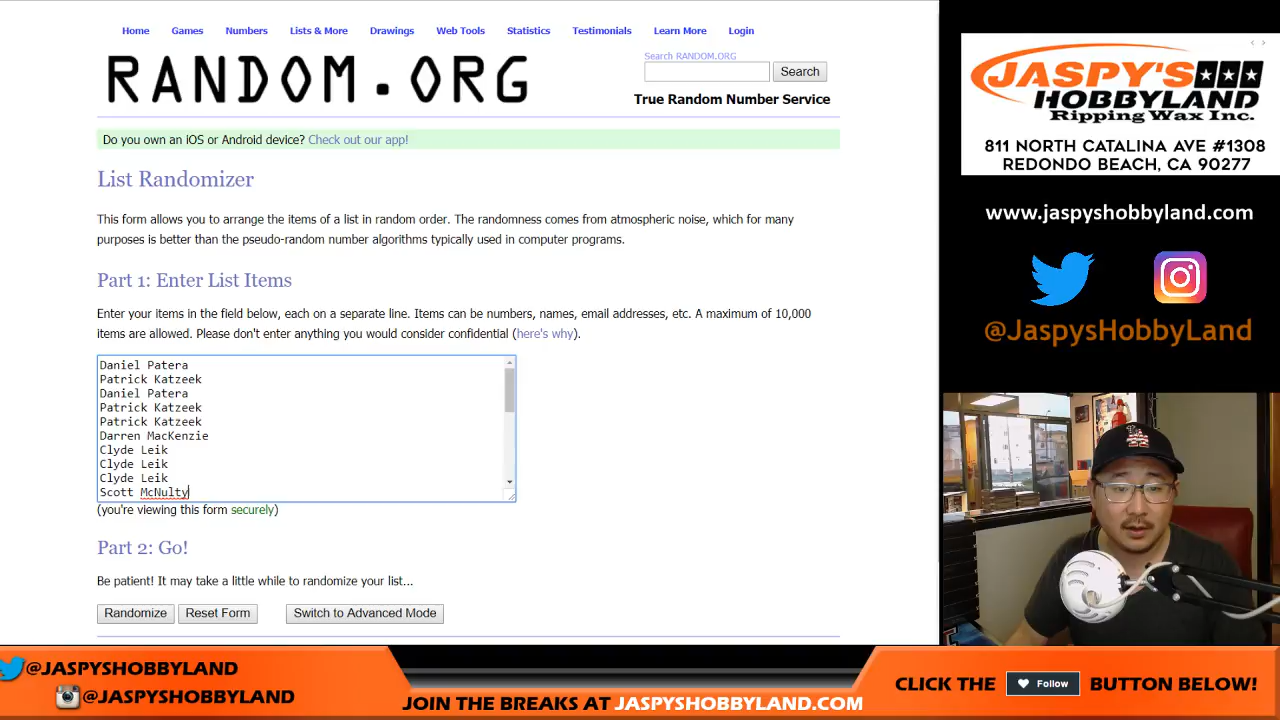 Home Games Numbers Lists & More Drawings Web Tools Statistics Testimonials Learn More Login
RANDOM.ORG
Search RANDOM.ORG
Search
True Random Number Service
Do you own an iOS or Android device? Check out our app!
List Randomizer
This form allows you to arrange the items of a list in random order. The randomness comes from atmospheric noise, which for many
purposes is better than the pseudo-random number algorithms typically used in computer programs.
Part 1: Enter List Items
Enter your items in the field below, each on a separate line. Items can be numbers, names, email addresses, etc. A maximum of 10,000
items are allowed. Please don't enter anything you would consider confidential (here's why).
Daniel Patera
Patrick Katzeek
Daniel Patera
Patrick Katzeek
Patrick Katzeek
Darren MacKenzie
Clyde Leik
Clyde Leik
Clyde Leik
Scott McNulty
(you're viewing this form securely)
Part 2: Go!
Be patient! It may take a little while to randomize your list...
Randomize Reset Form Switch to Advanced Mode
JASPY'S
HOBBYLAND
Ripping Wax Inc.
811 NORTH CATALINA AVE #1308
REDONDO BEACH, CA 90277
www.jaspyshobbyland.com
@JaspysHobbyLand
@JASPYSHOBBYLAND
@JASPYSHOBBYLAND
JOIN THE BREAKS AT JASPYSHOBBYLAND.COM
CLICK THE Follow BUTTON BELOW!